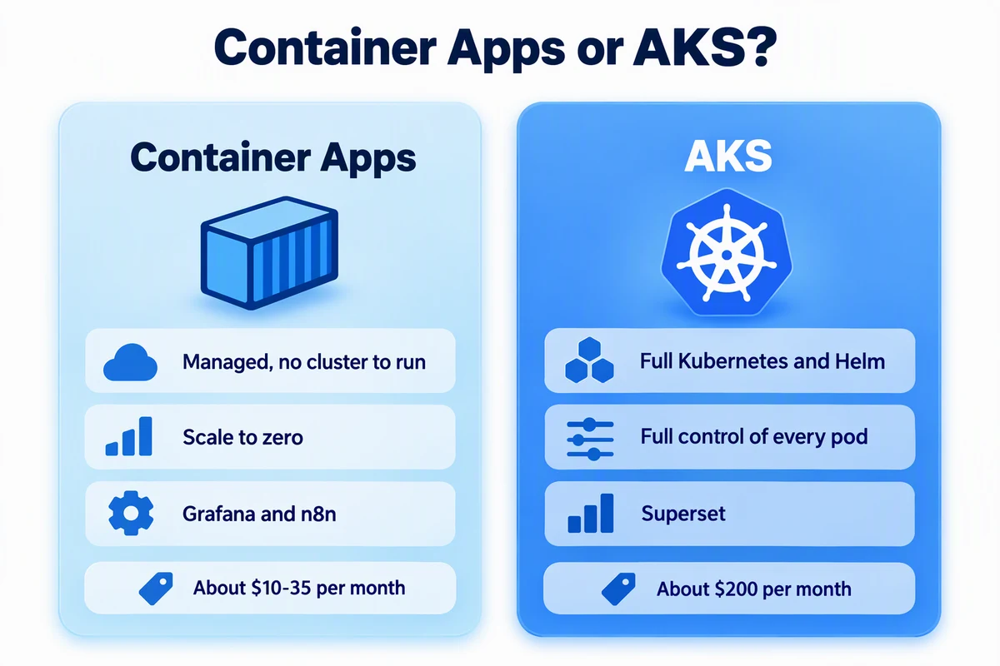 Container Apps or AKS?
Container Apps
Managed, no cluster to run
Scale to zero
Grafana and n8n
About $10-35 per month
AKS
Full Kubernetes and Helm
Full control of every pod
Superset
About $200 per month